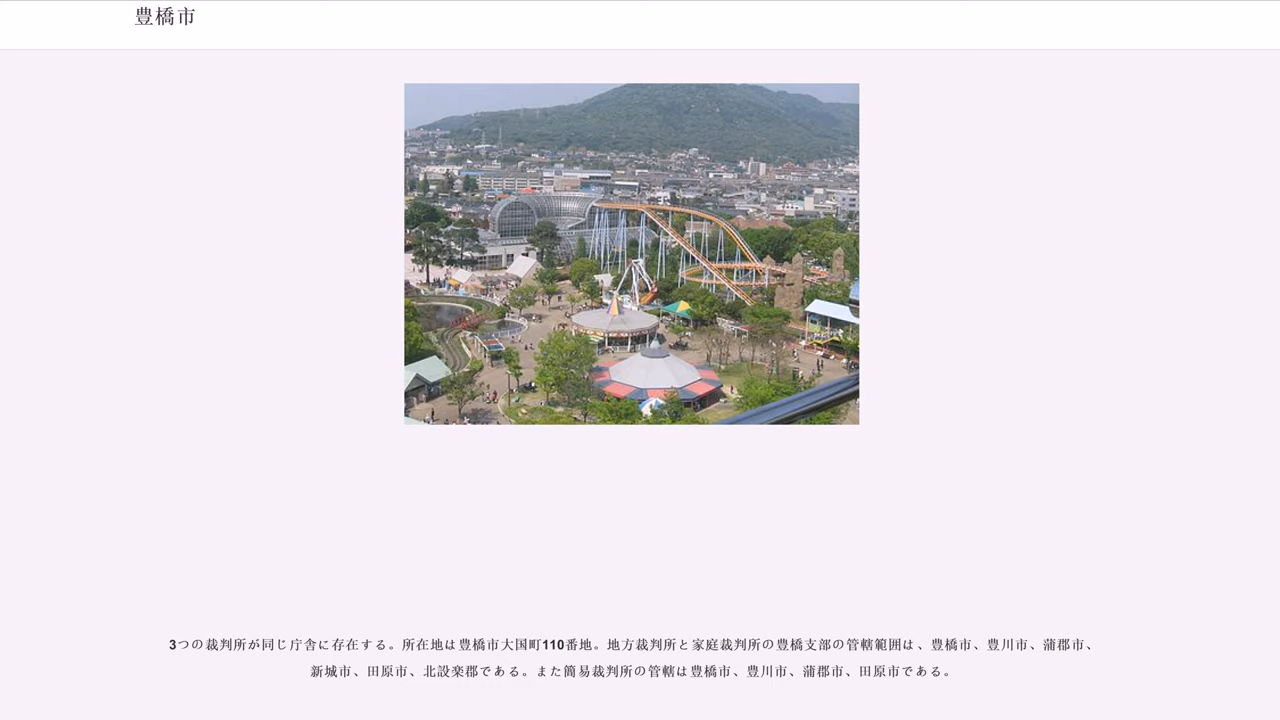 豊橋市
3つの裁判所が同じ庁舎に存在する。所在地は豊橋市大国町110番地。地方裁判所と家庭裁判所の豊橋支部の管轄範囲は、豊橋市、豊川市、蒲郡市、
新城市、田原市、北設楽郡である。また簡易裁判所の管轄は豊橋市、豊川市、蒲郡市、田原市である。